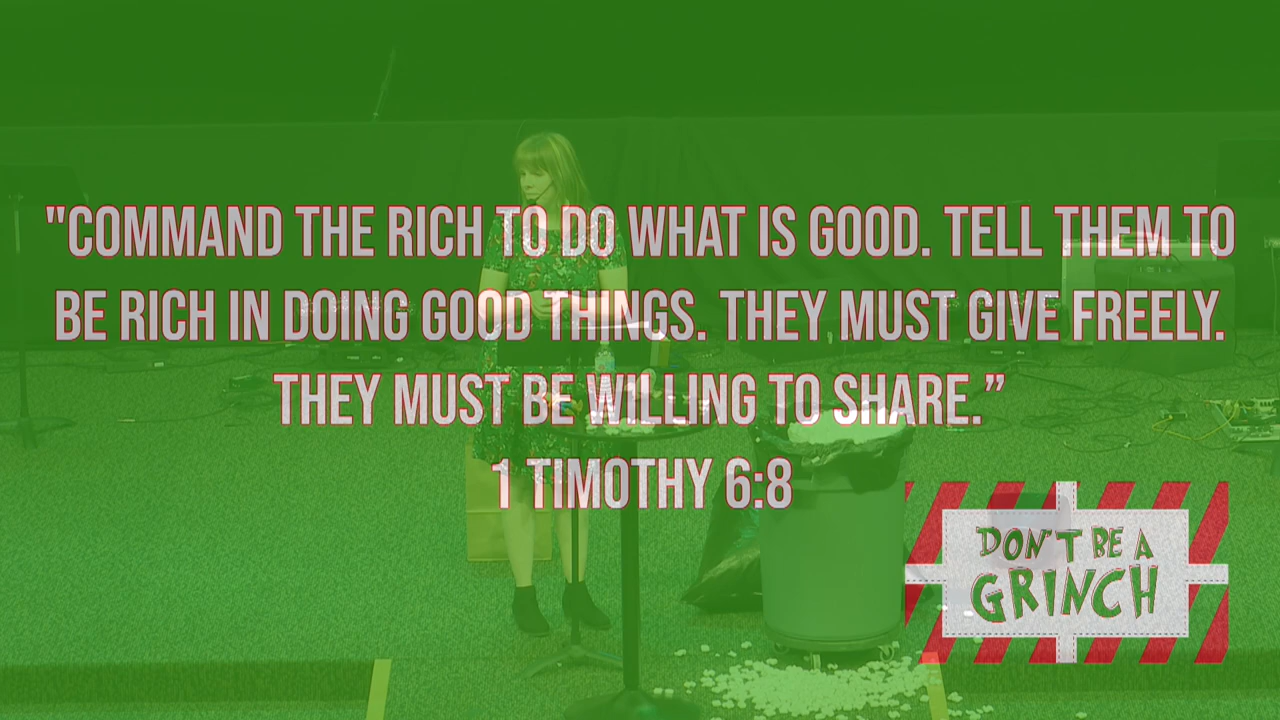 "COMMAND THE RICH TO DO WHAT IS GOOD. TELL THEM TO
BE RICH IN DOING GOOD THINGS. THEY MUST GIVE FREELY.
THEY MUST BE WILLING TO SHARE.”
1 TIMOTHY 6:8
DON'T BE A
GRINCH